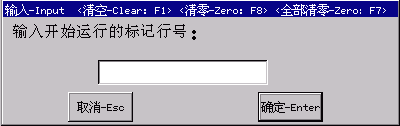 输入-Input <清空-Clear: F1> <清零-Zero: F8> <全部清零-Zero: F7>
输入开始运行的标记行号：
取消-Esc 确定-Enter